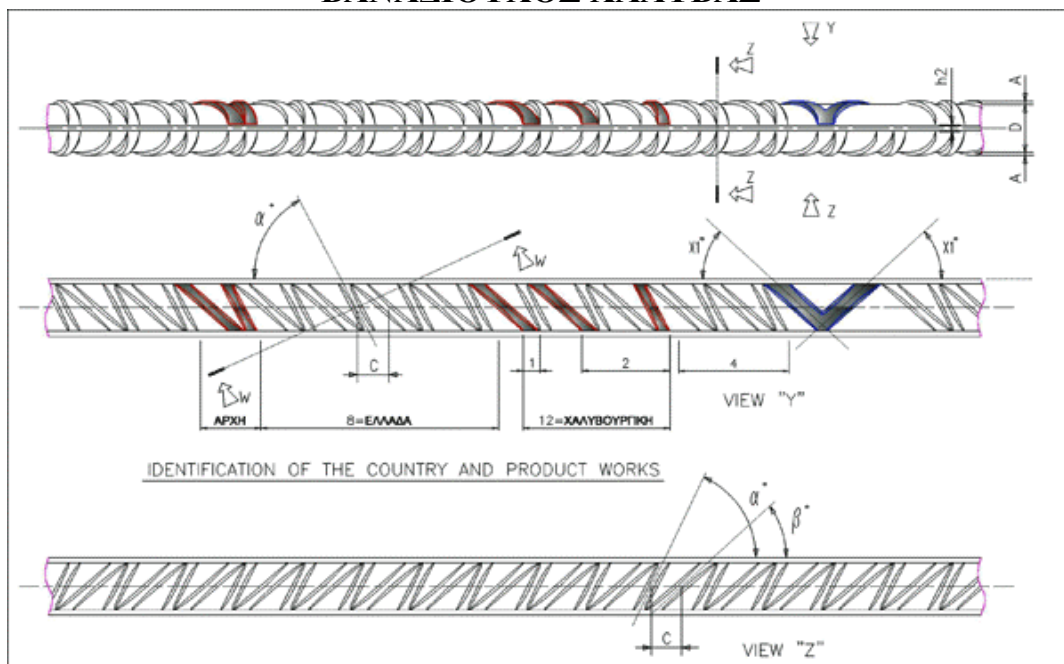 Y
Z
h2
A
D
A
Z
Z
α°
W
X1°
X1°
C
1
2
4
W
VIEW "Y"
ΑΡΧΗ
8=ΕΛΛΑΔΑ
12=ΧΑΛΥΒΟΥΡΓΙΚΗ
IDENTIFICATION OF THE COUNTRY AND PRODUCT WORKS
α°
β°
C
VIEW "Z"